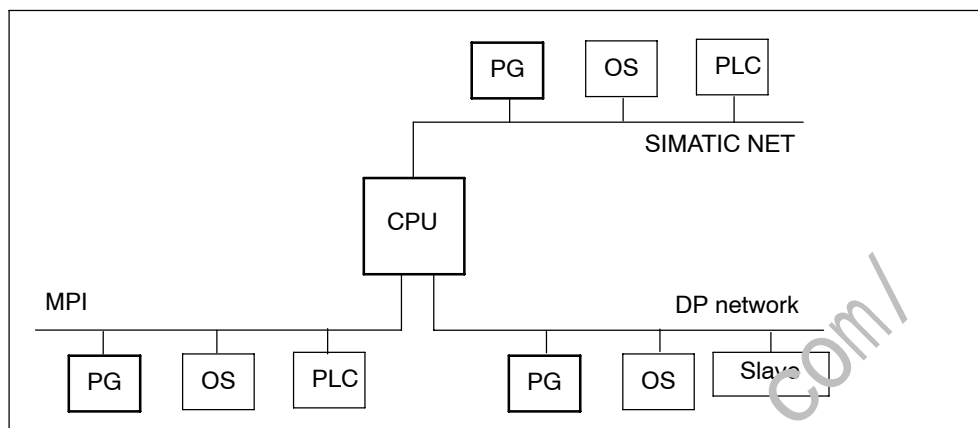 PG OS PLC
SIMATIC NET
CPU
MPI
DP network
PG OS PLC
PG OS Slave
com/